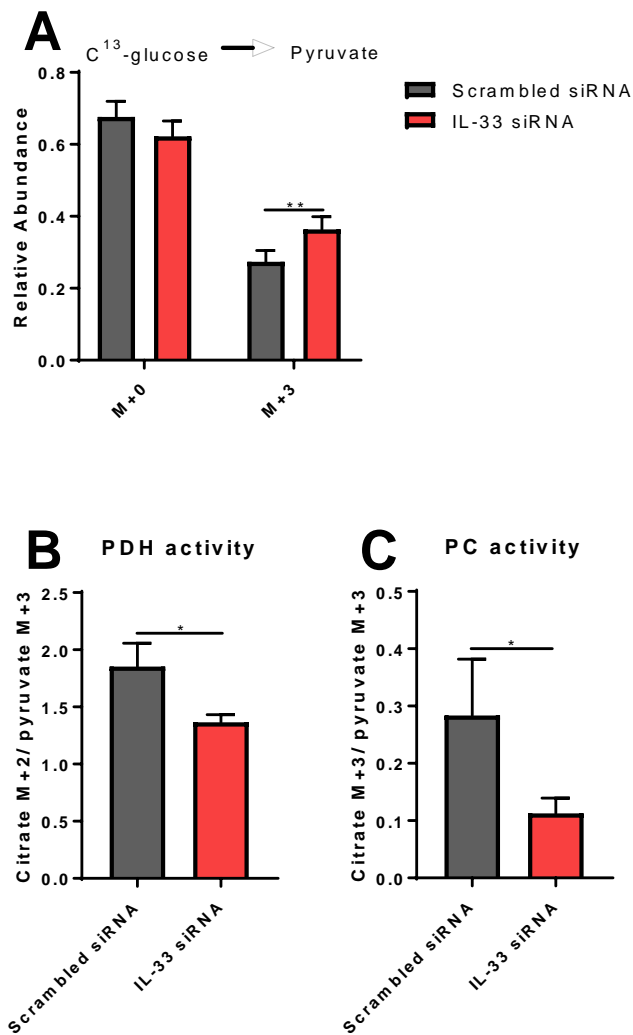 A
C¹³-glucose Pyruvate
Scrambled siRNA
IL-33 siRNA
Relative Abundance
0.8
0.6
0.4
0.2
0.0
**
M+0
M+3
B
PDH activity
Citrate M+2/pyruvate M+3
2.5
2.0
1.5
1.0
0.5
0.0
*
Scrambled siRNA
IL-33 siRNA
C
PC activity
Citrate M+3/pyruvate M+3
0.5
0.4
0.3
0.2
0.1
0.0
*
Scrambled siRNA
IL-33 siRNA